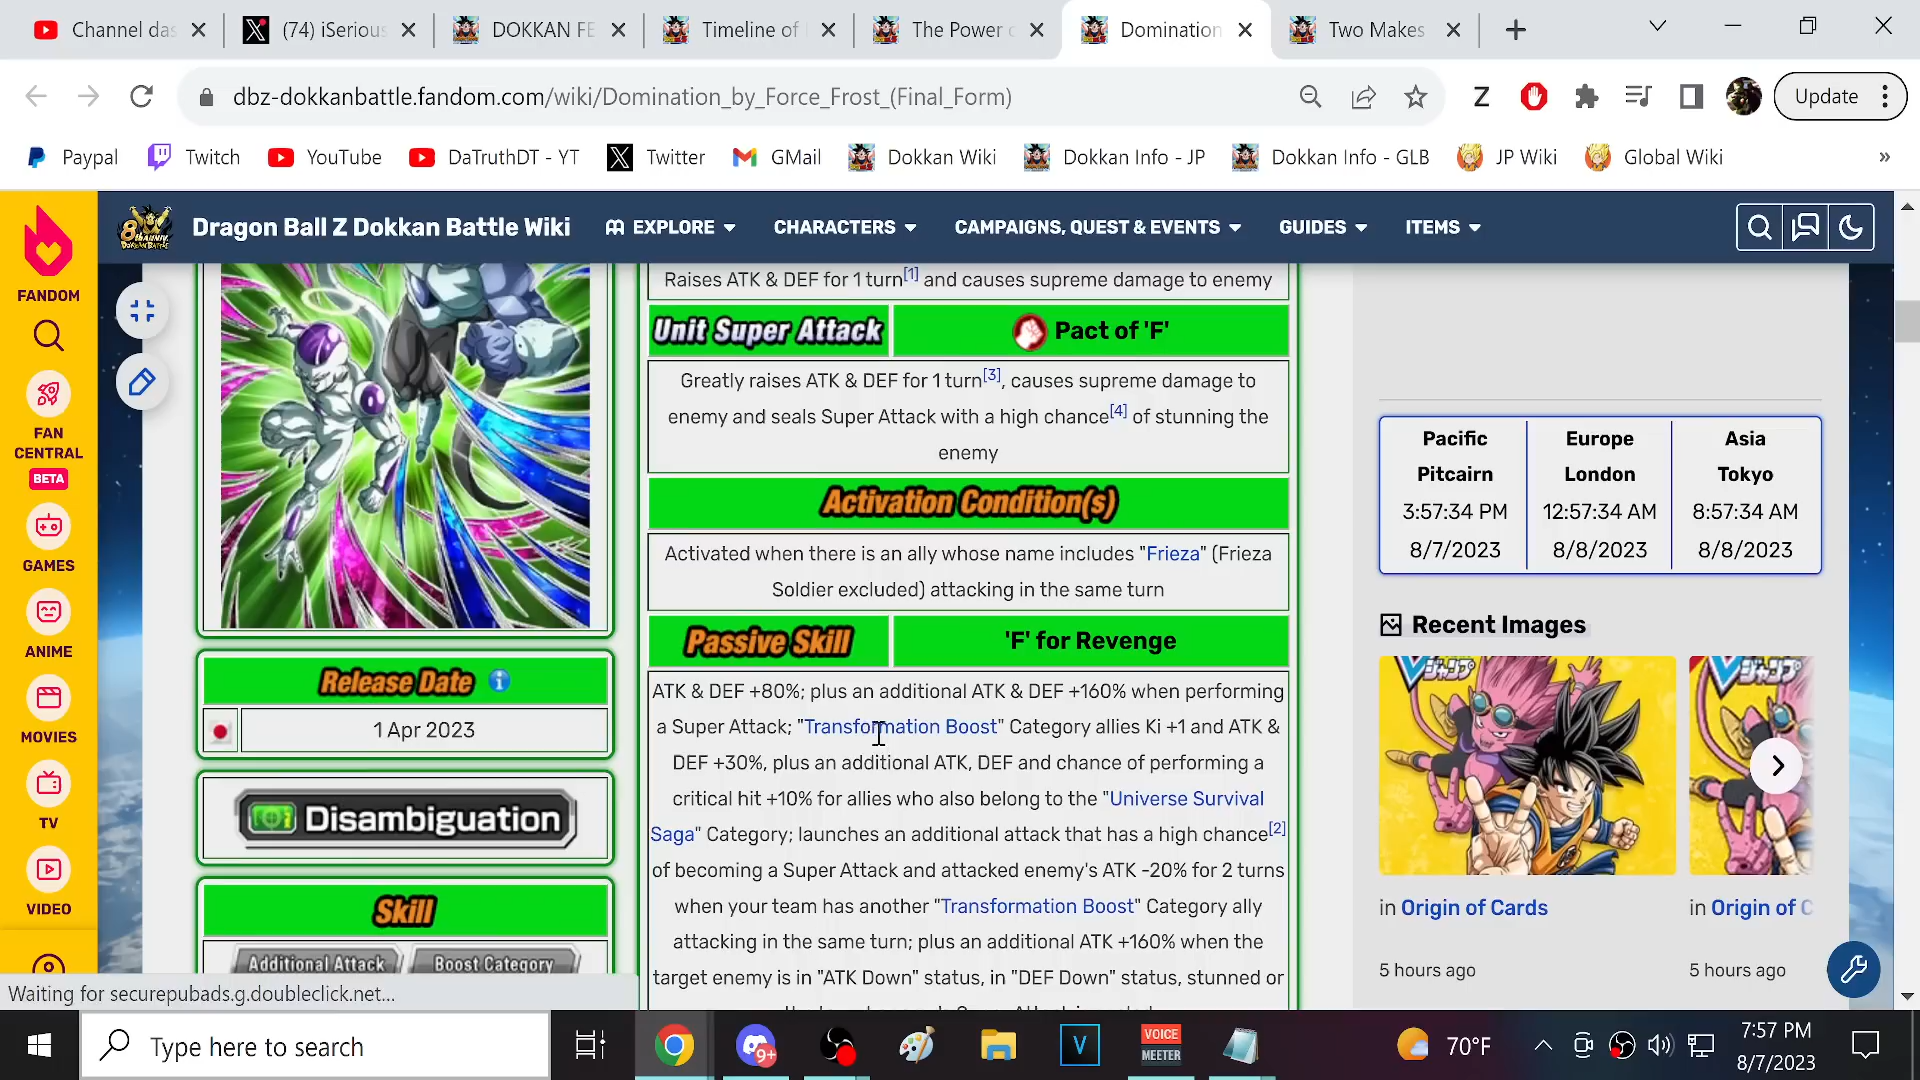 Channel das
(74) iSerious
DOKKAN FE
Timeline of
The Power o
Domination
Two Makes
dbz-dokkanbattle.fandom.com/wiki/Domination_by_Force_Frost_(Final_Form)
Z
Update
Paypal
Twitch
YouTube
DaTruthDT - YT
Twitter
GMail
Dokkan Wiki
Dokkan Info - JP
Dokkan Info - GLB
JP Wiki
Global Wiki
»
Dragon Ball Z Dokkan Battle Wiki
EXPLORE
CHARACTERS
CAMPAIGNS, QUEST & EVENTS
GUIDES
ITEMS
FANDOM
FAN
CENTRAL
BETA
GAMES
ANIME
MOVIES
TV
VIDEO
Release Date
1 Apr 2023
Disambiguation
Skill
Additional Attack
Boost Category
Raises ATK & DEF for 1 turn[1] and causes supreme damage to enemy
Unit Super Attack
Pact of 'F'
Greatly raises ATK & DEF for 1 turn[3], causes supreme damage to
enemy and seals Super Attack with a high chance[4] of stunning the
enemy
Activation Condition(s)
Activated when there is an ally whose name includes "Frieza" (Frieza
Soldier excluded) attacking in the same turn
Passive Skill
'F' for Revenge
ATK & DEF +80%; plus an additional ATK & DEF +160% when performing
a Super Attack; "Transformation Boost" Category allies Ki +1 and ATK &
DEF +30%, plus an additional ATK, DEF and chance of performing a
critical hit +10% for allies who also belong to the "Universe Survival
Saga" Category; launches an additional attack that has a high chance[2]
of becoming a Super Attack and attacked enemy's ATK -20% for 2 turns
when your team has another "Transformation Boost" Category ally
attacking in the same turn; plus an additional ATK +160% when the
target enemy is in "ATK Down" status, in "DEF Down" status, stunned or
Pacific
Pitcairn
3:57:34 PM
8/7/2023
Europe
London
12:57:34 AM
8/8/2023
Asia
Tokyo
8:57:34 AM
8/8/2023
Recent Images
in Origin of Cards
5 hours ago
in Origin of C
5 hours ago
Waiting for securepubads.g.doubleclick.net...
Type here to search
9+
V
VOICE
MEETER
70°F
7:57 PM
8/7/2023